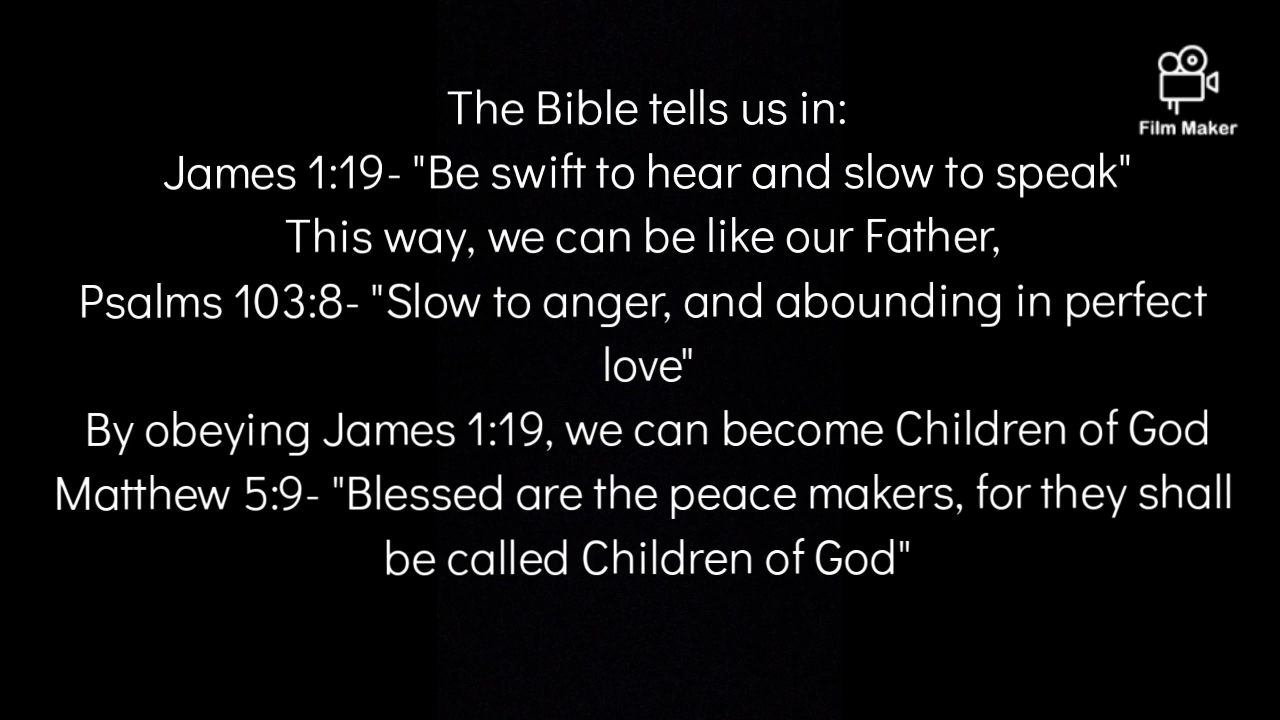 Film Maker
The Bible tells us in:
James 1:19- "Be swift to hear and slow to speak"
This way, we can be like our Father,
Psalms 103:8- "Slow to anger, and abounding in perfect
love"
By obeying James 1:19, we can become Children of God
Matthew 5:9- "Blessed are the peace makers, for they shall
be called Children of God"